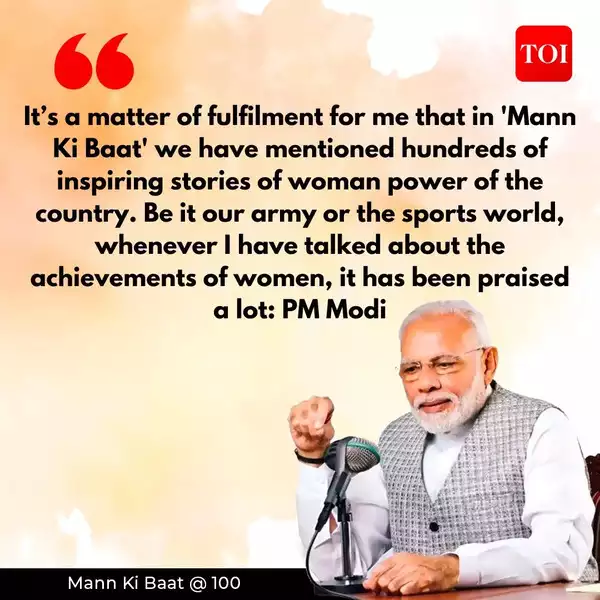 TOI
It’s a matter of fulfilment for me that in 'Mann
Ki Baat' we have mentioned hundreds of
inspiring stories of woman power of the
country. Be it our army or the sports world,
whenever I have talked about the
achievements of women, it has been praised
a lot: PM Modi
Mann Ki Baat @ 100